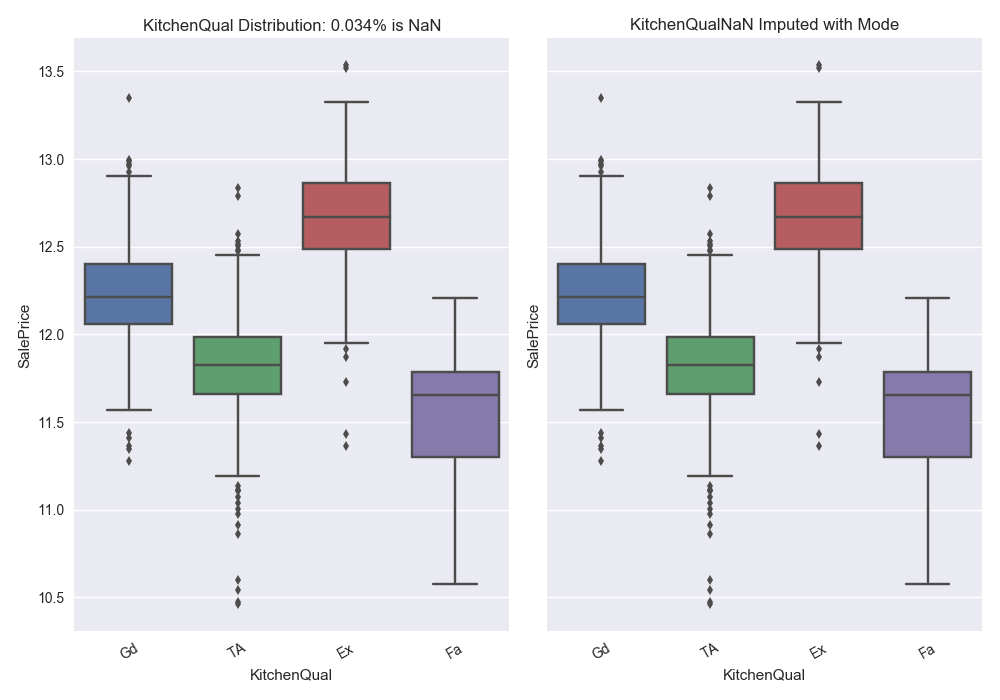 KitchenQual Distribution: 0.034% is NaN
KitchenQualNaN Imputed with Mode
13.5
13.0
12.5
12.0
11.5
11.0
10.5
SalePrice
SalePrice
Gd
TA
Ex
Fa
Gd
TA
Ex
Fa
KitchenQual
KitchenQual